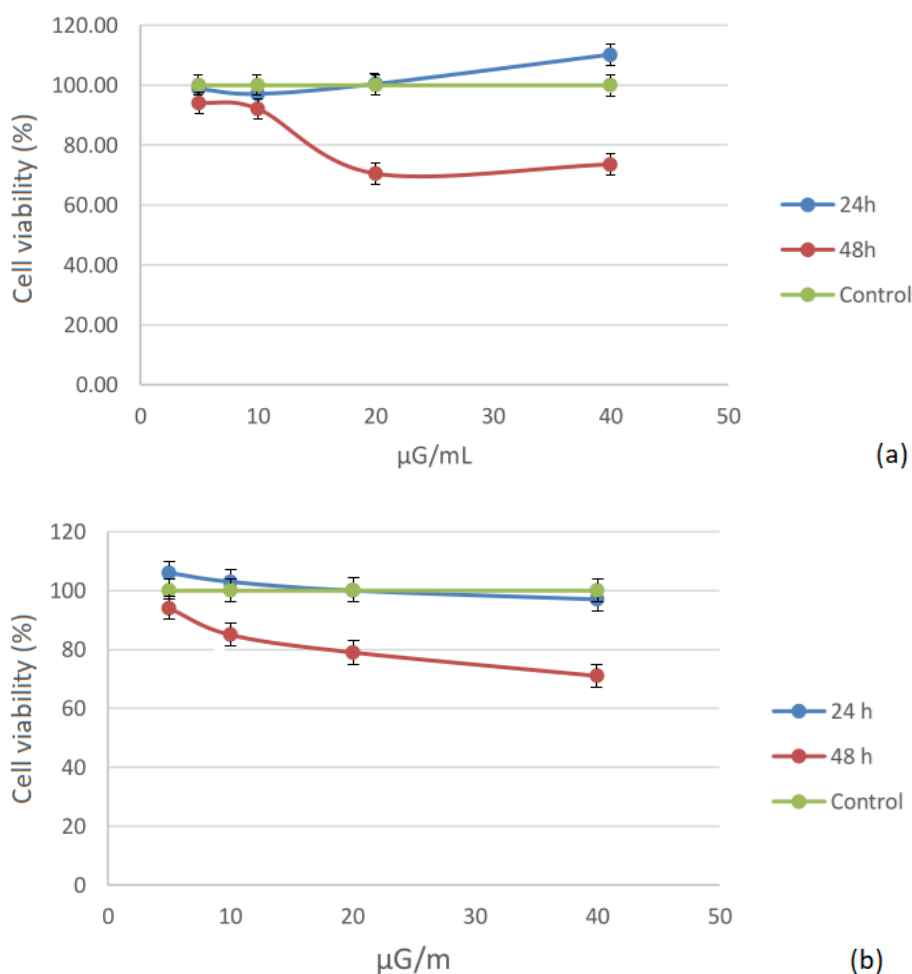 120.00
100.00
80.00
60.00
40.00
20.00
0.00
Cell viability (%)
0 10 20 30 40 50
µG/mL
24h
48h
Control
(a)
120
100
80
60
40
20
0
Cell viability (%)
0 10 20 30 40 50
µG/m
24 h
48 h
Control
(b)